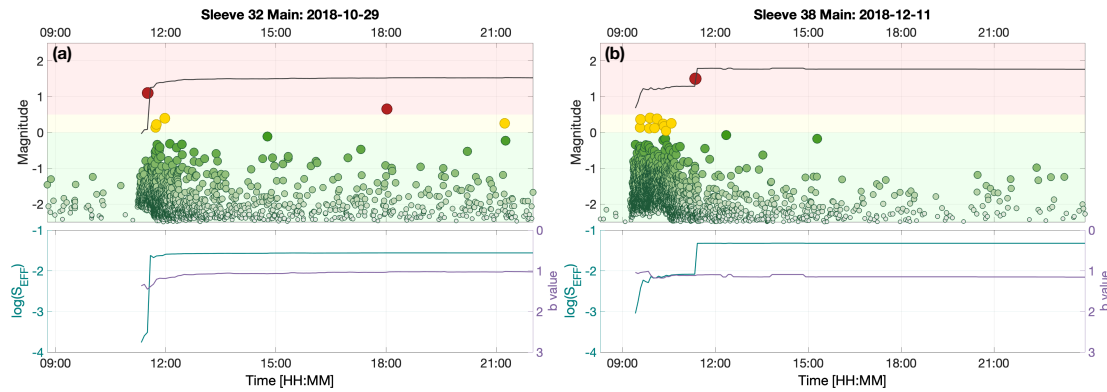 Sleeve 32 Main: 2018-10-29
09:00 12:00 18:00 21:00
(a)
Magnitude
2
1
0
-1
-2
-1
-2
-3
-4
log(S_EFF)
0
1
2
3
b value
09:00 12:00 15:00 18:00 21:00
Time [HH:MM]
Sleeve 38 Main: 2018-12-11
09:00 12:00 15:00 18:00 21:00
(b)
Magnitude
2
1
0
-1
-2
-1
-2
-3
-4
log(S_EFF)
0
1
2
3
b value
09:00 12:00 15:00 18:00 21:00
Time [HH:MM]